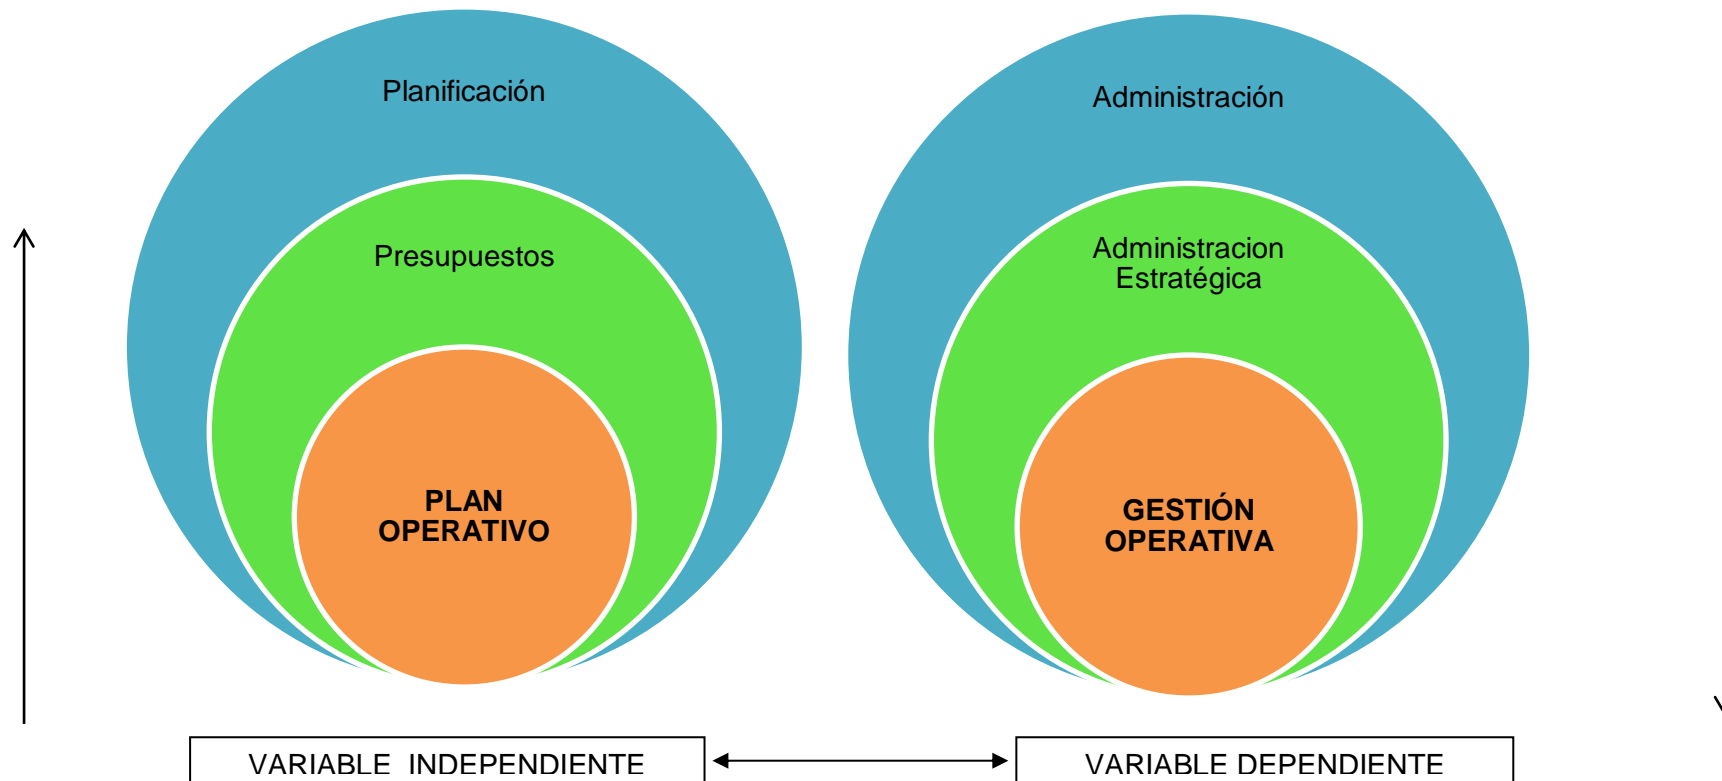 Planificación
Presupuestos
PLAN
OPERATIVO
Administración
Administracion
Estratégica
GESTIÓN
OPERATIVA
VARIABLE INDEPENDIENTE
VARIABLE DEPENDIENTE